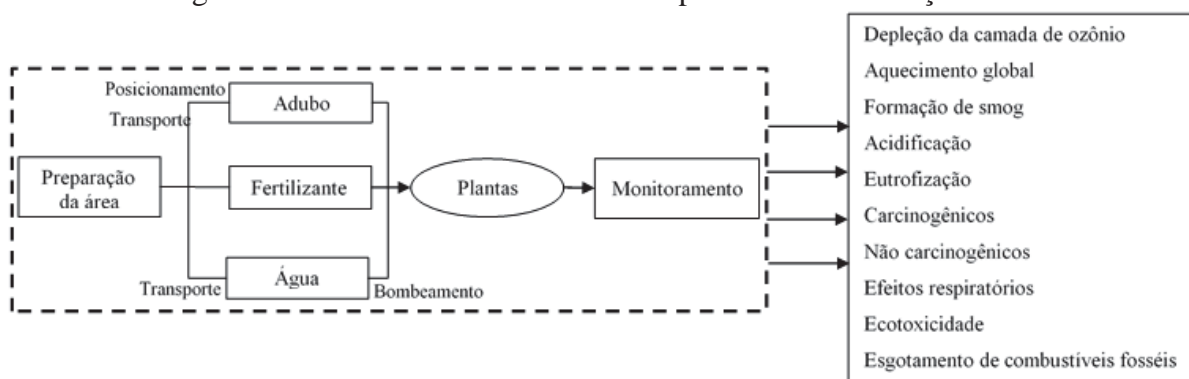 Posicionamento
Transporte
Adubo
Preparação
da área
Fertilizante
Plantas
Monitoramento
Transporte
Água
Bombeamento
Depleção da camada de ozônio
Aquecimento global
Formação de smog
Acidificação
Eutrofização
Carcinogênicos
Não carcinogênicos
Efeitos respiratórios
Ecotoxicidade
Esgotamento de combustíveis fosséis